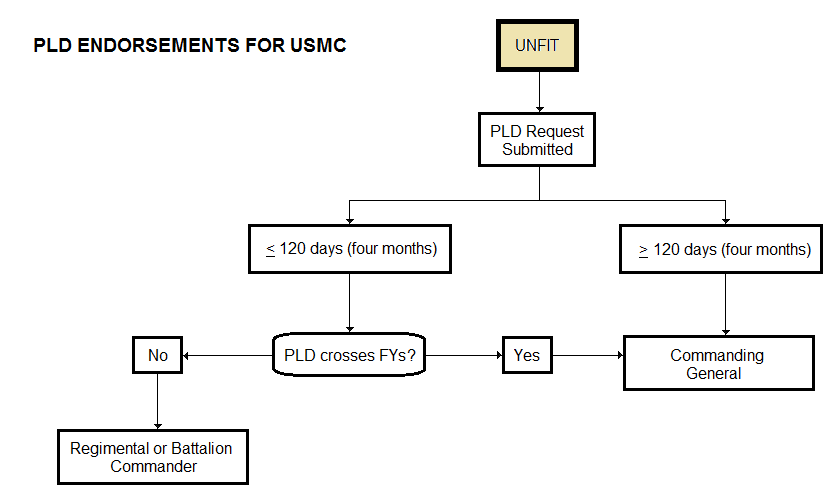 PLD ENDORSEMENTS FOR USMC
UNFIT
PLD Request
Submitted
≤ 120 days (four months)
≥ 120 days (four months)
No
PLD crosses FYs?
Yes
Commanding
General
Regimental or Battalion
Commander